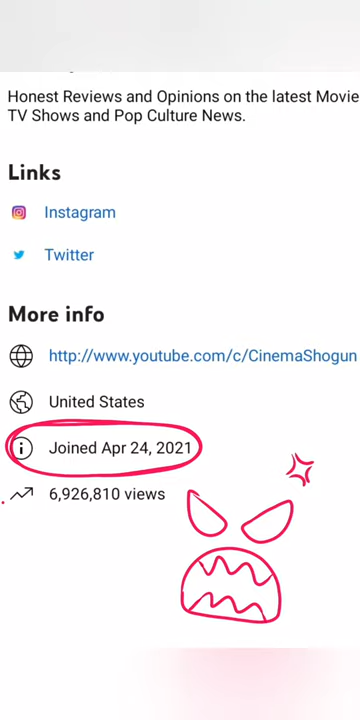 Honest Reviews and Opinions on the latest Movie
TV Shows and Pop Culture News.
Links
Instagram
Twitter
More info
http://www.youtube.com/c/CinemaShogun
United States
Joined Apr 24, 2021
6,926,810 views